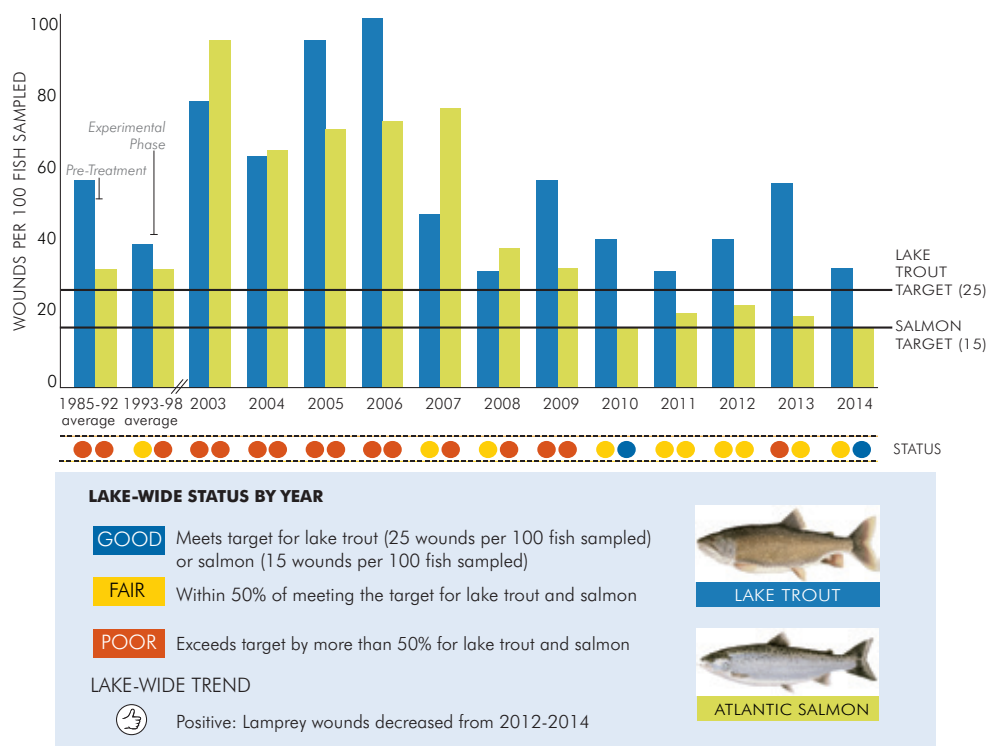 WOUNDS PER 100 FISH SAMPLED
100
80
60
40
20
0
Experimental
Phase
Pre-Treatment
LAKE
TROUT
TARGET (25)
SALMON
TARGET (15)
1985-92
average
1993-98
average
2003
2004
2005
2006
2007
2008
2009
2010
2011
2012
2013
2014
STATUS
LAKE-WIDE STATUS BY YEAR
GOOD
Meets target for lake trout (25 wounds per 100 fish sampled)
or salmon (15 wounds per 100 fish sampled)
FAIR
Within 50% of meeting the target for lake trout and salmon
POOR
Exceeds target by more than 50% for lake trout and salmon
LAKE-WIDE TREND
Positive: Lamprey wounds decreased from 2012-2014
LAKE TROUT
ATLANTIC SALMON